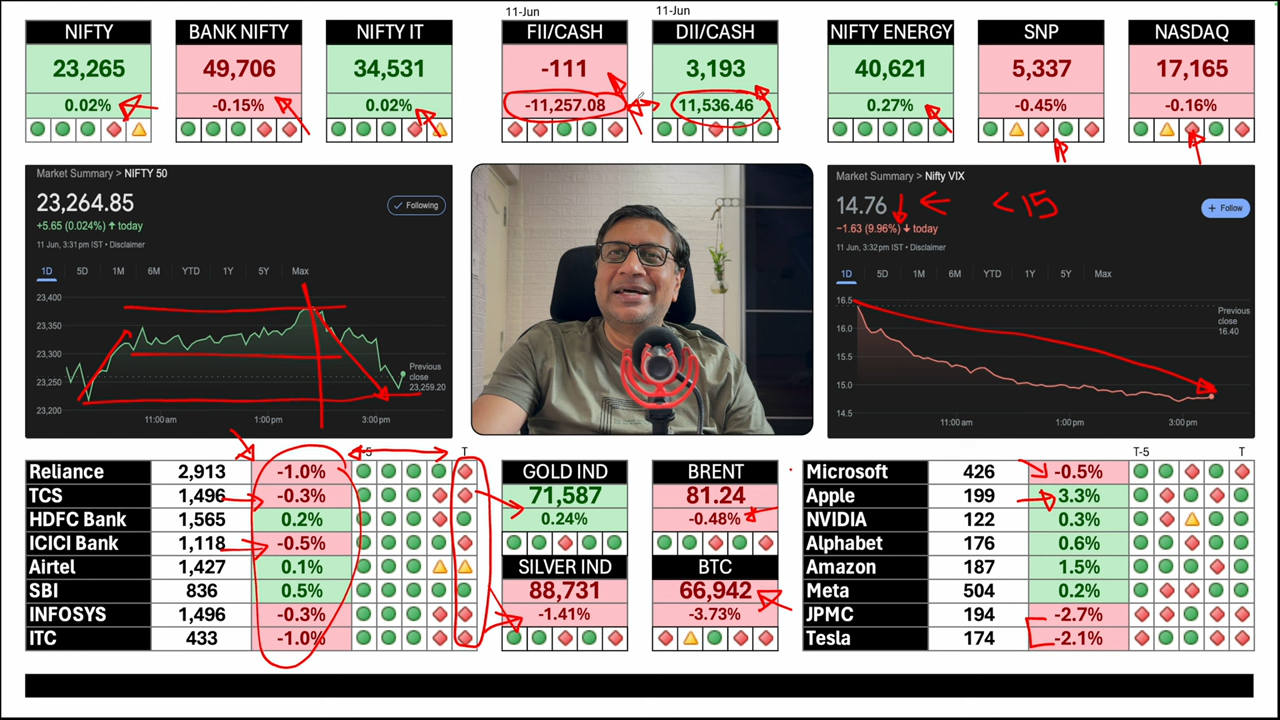 11-Jun
11-Jun
NIFTY
BANK NIFTY
NIFTY IT
FII/CASH
DII/CASH
NIFTY ENERGY
SNP
NASDAQ
23,265
49,706
34,531
-111
3,193
40,621
5,337
17,165
0.02%
-0.15%
0.02%
-11,257.08
11,536.46
0.27%
-0.45%
-0.16%
Market Summary > NIFTY 50
23,264.85
Following
+5.65 (0.024%) ↑ today
11 Jun, 3:31 pm IST • Disclaimer
1D 5D 1M 6M YTD 1Y 5Y Max
23,400
23,350
23,300
23,250
23,200
Previous
close
23,259.20
11:00 am 1:00 pm 3:00 pm
Market Summary > Nifty VIX
14.76
<15
+ Follow
−1.63 (9.96%) ↓ today
11 Jun, 3:32 pm IST • Disclaimer
1D 5D 1M 6M YTD 1Y 5Y Max
16.5
16.0
15.5
15.0
14.5
Previous
close
16.40
11:00 am 1:00 pm 3:00 pm
T-5 T
Reliance 2,913 -1.0%
TCS 1,496 -0.3%
HDFC Bank 1,565 0.2%
ICICI Bank 1,118 -0.5%
Airtel 1,427 0.1%
SBI 836 0.5%
INFOSYS 1,496 -0.3%
ITC 433 -1.0%
GOLD IND
71,587
0.24%
SILVER IND
88,731
-1.41%
BRENT
81.24
-0.48%
BTC
66,942
-3.73%
T-5 T
Microsoft 426 -0.5%
Apple 199 3.3%
NVIDIA 122 0.3%
Alphabet 176 0.6%
Amazon 187 1.5%
Meta 504 0.2%
JPMC 194 -2.7%
Tesla 174 -2.1%